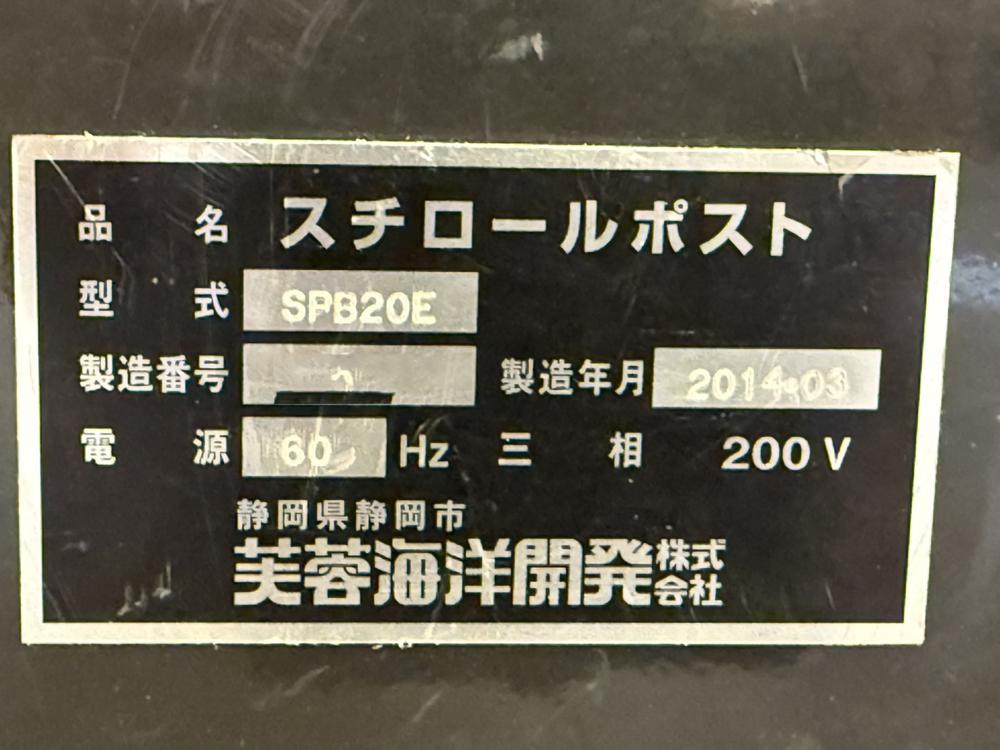 品名 スチロールポスト
型式 SPB20E
製造番号 製造年月 2014.03
電源 60 Hz 三相 200 V
静岡県静岡市
芙蓉海洋開発株式会社